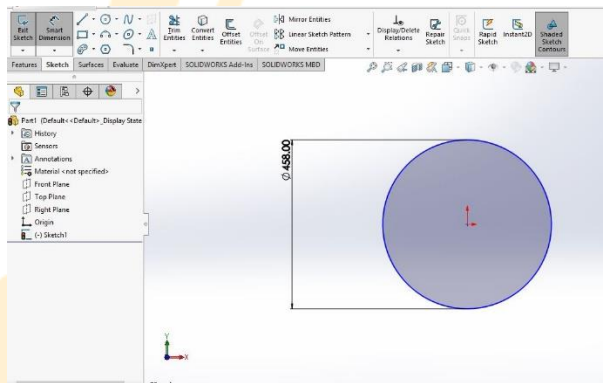 Exit Sketch
Smart Dimension
Trim Entities
Convert Entities
Offset Entities
Offset On Surface
Mirror Entities
Linear Sketch Pattern
Move Entities
Display/Delete Relations
Repair Sketch
Quick Snaps
Rapid Sketch
Instant2D
Shaded Sketch Contours
Features Sketch Surfaces Evaluate DimXpert SOLIDWORKS Add-Ins SOLIDWORKS MBD
Part1 (Default<<Default>_Display State
History
Sensors
Annotations
Material <not specified>
Front Plane
Top Plane
Right Plane
Origin
(-) Sketch1
Ø 458.00
Y
X